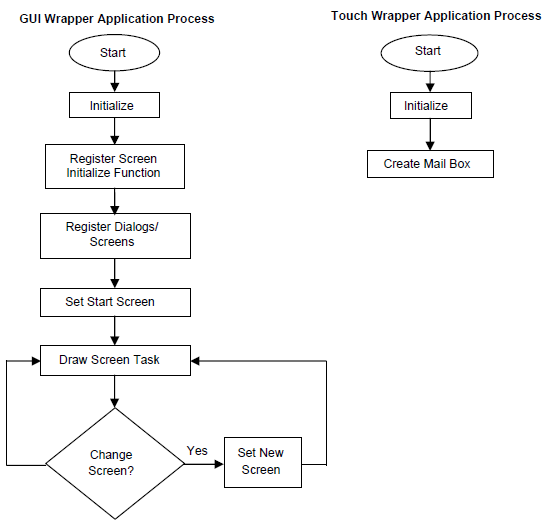 GUI Wrapper Application Process
Start
Initialize
Register Screen
Initialize Function
Register Dialogs/
Screens
Set Start Screen
Draw Screen Task
Change
Screen?
Yes
Set New
Screen
Touch Wrapper Application Process
Start
Initialize
Create Mail Box